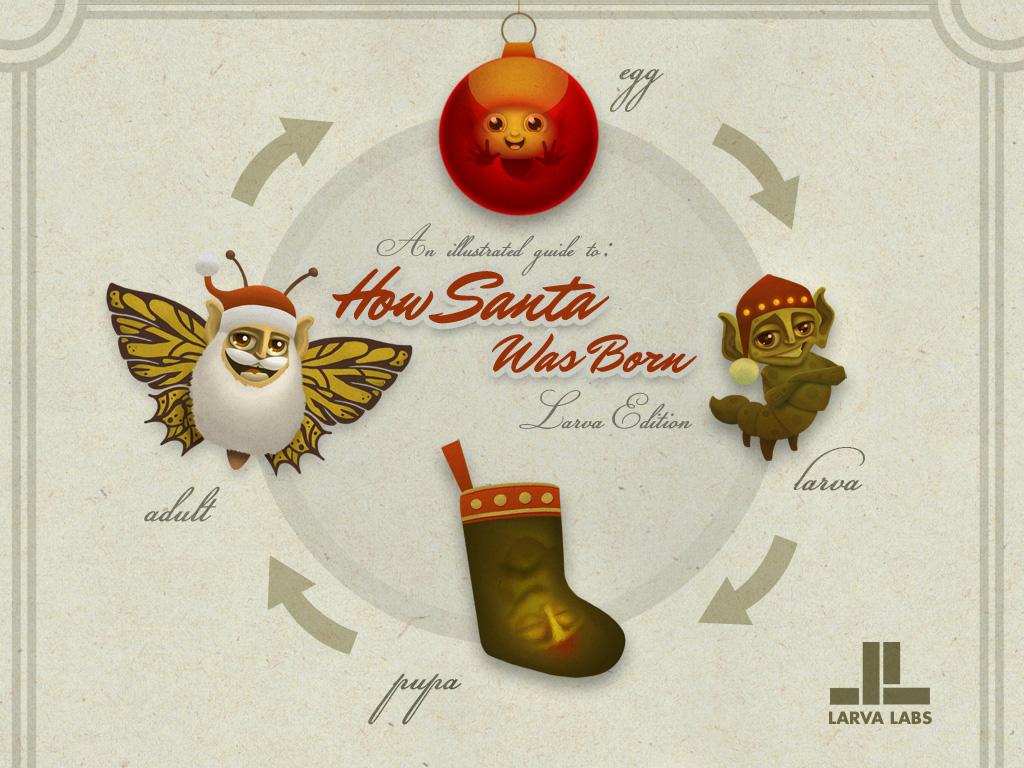 egg
An illustrated guide to:
How Santa
Was Born
Larva Edition
larva
adult
pupa
LARVA LABS